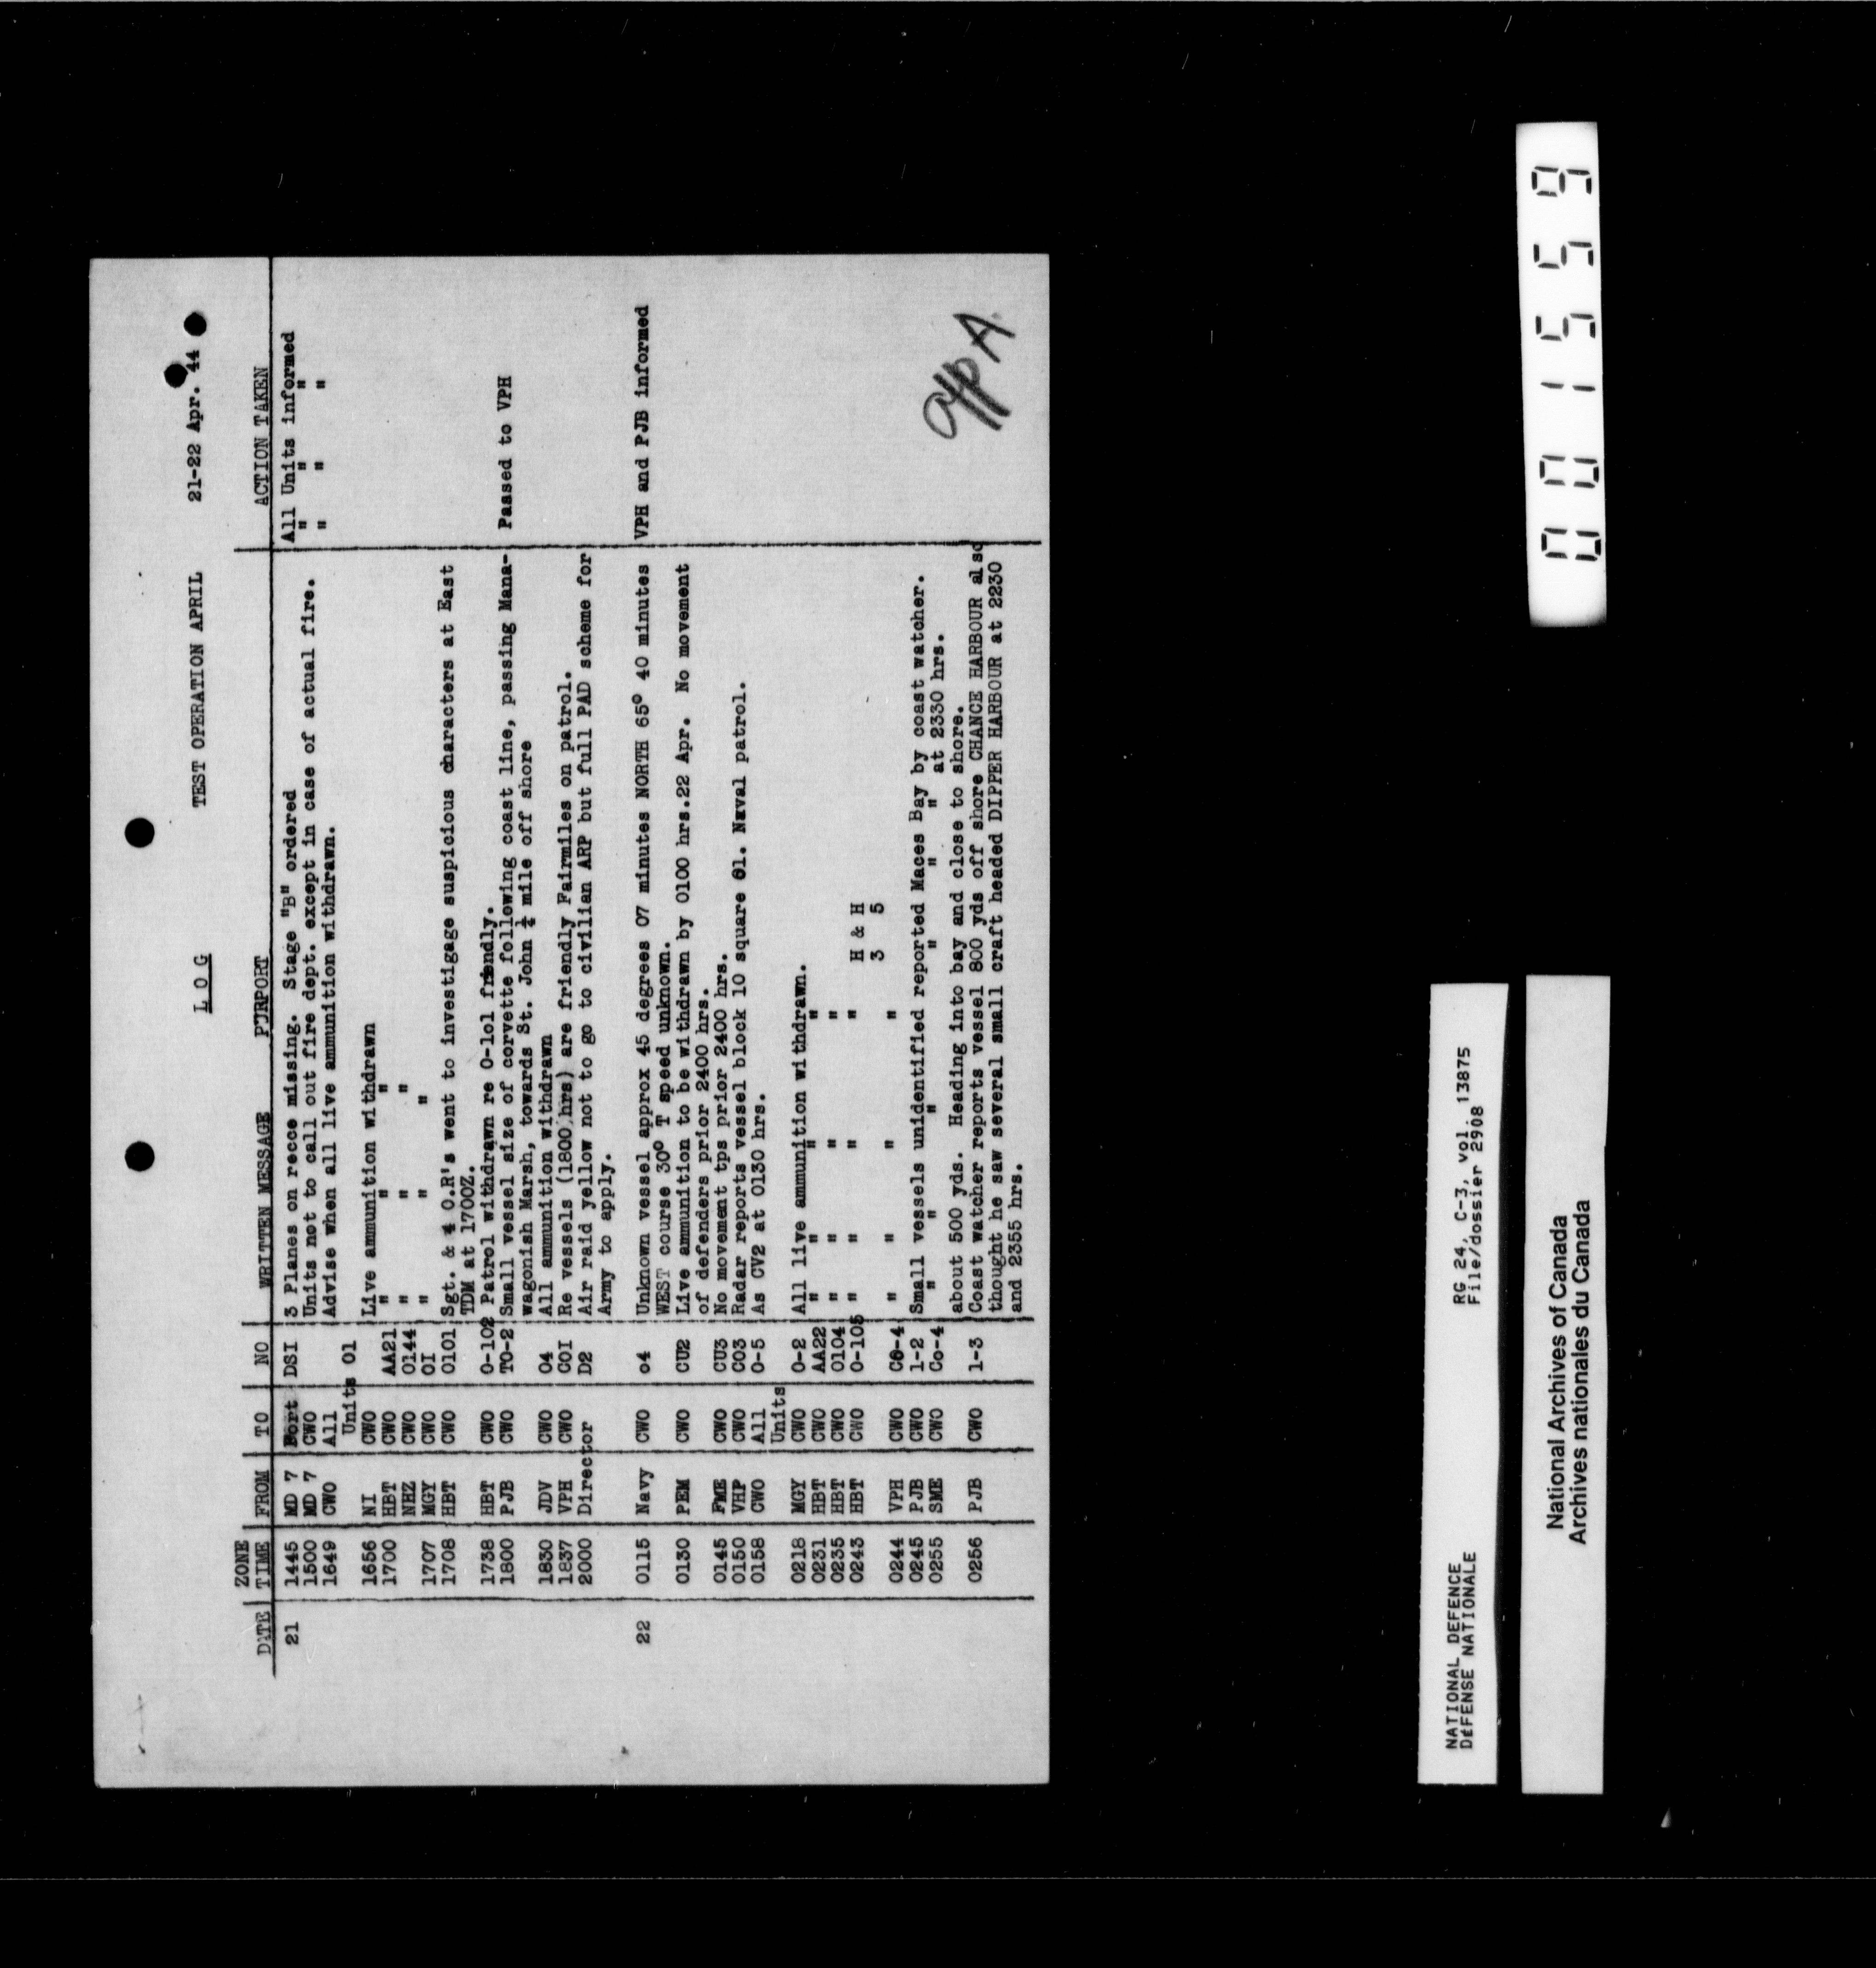 LOG
TEST OPERATION APRIL 21-22 Apr. 44
ZONE
DATE TIME FROM TO NO WRITTEN MESSAGE PURPORT ACTION TAKEN
21 1445 MD 7 Fort DSI 3 Planes on recce missing. Stage "B" ordered All Units informed
1500 MD 7 CWO Units not to call out fire dept. except in case of actual fire. " " "
1649 CWO All Advise when all live ammunition withdrawn. " " "
Units 01
1656 NI CWO Live ammunition withdrawn
1700 HBT CWO AA21 " " "
NHZ CWO 0144 " " "
1707 MGY CWO OI " " "
1708 HBT CWO 0101 Sgt. & 4 O.R's went to investigage suspicious characters at East
TDM at 1700Z.
1738 HBT CWO 0-102 Patrol withdrawn re 0-101 friendly.
1800 PJB CWO TO-2 Small vessel size of corvette following coast line, passing Mana- Passed to VPH
wagonish Marsh, towards St. John ½ mile off shore
1830 JDV CWO 04 All ammunition withdrawn
1837 VPH CWO COI Re vessels (1800 hrs) are friendly Fairmiles on patrol.
2000 Director D2 Air raid yellow not to go to civilian ARP but full PAD scheme for
Army to apply.
22 0115 Navy CWO o4 Unknown vessel approx 45 degrees 07 minutes NORTH 65° 40 minutes VPH and PJB informed
WEST course 30° T speed unknown.
0130 PEM CWO CU2 Live ammunition to be withdrawn by 0100 hrs.22 Apr. No movement
of defenders prior 2400 hrs.
0145 FME CWO CU3 No movement tps prior 2400 hrs.
0150 VHP CWO CO3 Radar reports vessel block 10 square 61. Naval patrol.
0158 CWO All 0-5 As CV2 at 0130 hrs.
Units
0218 MGY CWO 0-2 All live ammunition withdrawn.
0231 HBT CWO AA22 " " " "
0235 HBT CWO 0104 " " " "
0243 HBT CWO 0-105 " " " " H & H
3 5
0244 VPH CWO C0-4 " " " "
0245 PJB CWO 1-2 Small vessels unidentified reported Maces Bay by coast watcher.
0255 SME CWO Co-4 " " " " " " at 2330 hrs.
about 500 yds. Heading into bay and close to shore.
0256 PJB CWO 1-3 Coast watcher reports vessel 800 yds off shore CHANCE HARBOUR also
thought he saw several small craft headed DIPPER HARBOUR at 2230
and 2355 hrs.
App A
NATIONAL DEFENCE RG 24, C-3, vol. 13875
DÉFENSE NATIONALE File/dossier 2908
National Archives of Canada
Archives nationales du Canada
001559